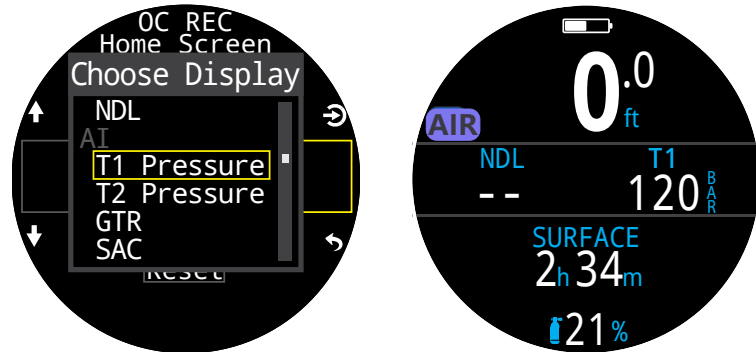 OC REC
Home Screen
Choose Display
NDL
AI
T1 Pressure
T2 Pressure
GTR
SAC
Reset
0.0
ft
AIR
NDL T1
-- 120 BAR
SURFACE
2h 34m
21%